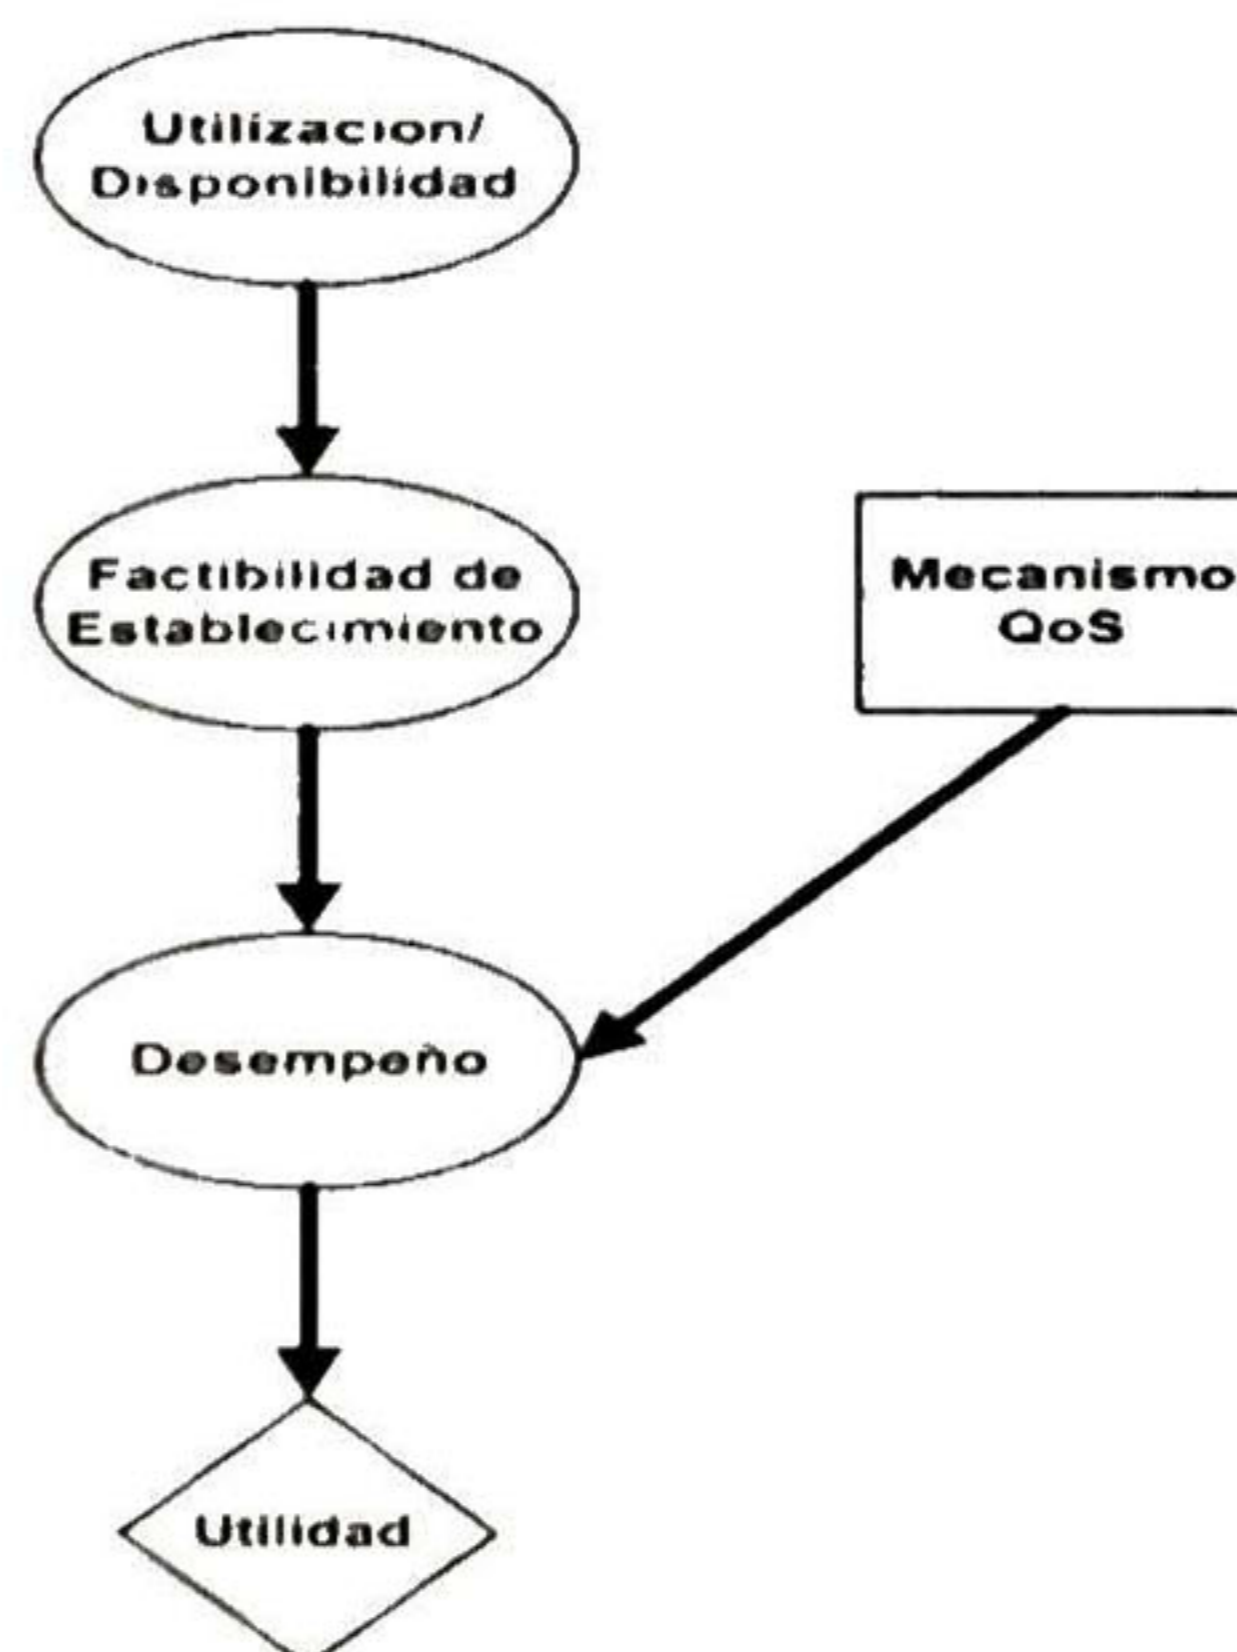 Utilizacion/
Disponibilidad
Factibilidad de
Establecimiento
Mecanismo
QoS
Desempeño
Utilidad